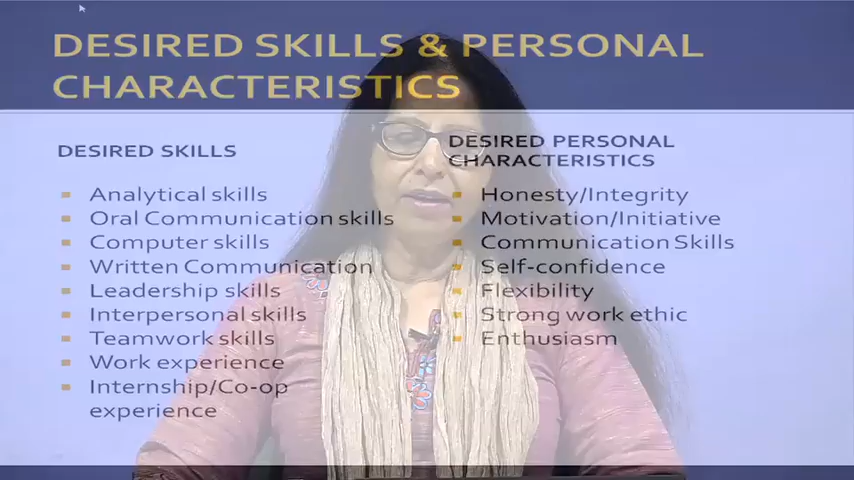 DESIRED SKILLS & PERSONAL
CHARACTERISTICS
DESIRED SKILLS
Analytical skills
Oral Communication skills
Computer skills
Written Communication
Leadership skills
Interpersonal skills
Teamwork skills
Work experience
Internship/Co-op
experience
DESIRED PERSONAL
CHARACTERISTICS
Honesty/Integrity
Motivation/Initiative
Communication Skills
Self-confidence
Flexibility
Strong work ethic
Enthusiasm